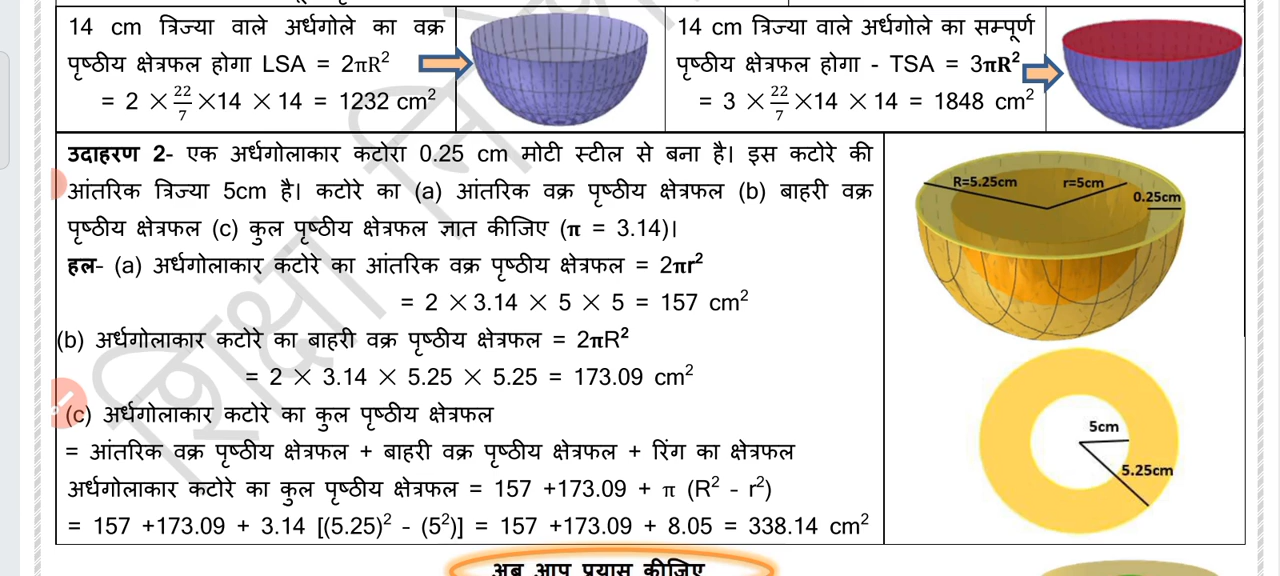 14 cm त्रिज्या वाले अर्धगोले का वक्र
पृष्ठीय क्षेत्रफल होगा LSA = 2πR²
= 2 × 22/7 ×14 × 14 = 1232 cm²
14 cm त्रिज्या वाले अर्धगोले का सम्पूर्ण
पृष्ठीय क्षेत्रफल होगा - TSA = 3πR²
= 3 × 22/7 ×14 × 14 = 1848 cm²
उदाहरण 2- एक अर्धगोलाकार कटोरा 0.25 cm मोटी स्टील से बना है। इस कटोरे की
आंतरिक त्रिज्या 5cm है। कटोरे का (a) आंतरिक वक्र पृष्ठीय क्षेत्रफल (b) बाहरी वक्र
पृष्ठीय क्षेत्रफल (c) कुल पृष्ठीय क्षेत्रफल ज्ञात कीजिए (π = 3.14)।
हल- (a) अर्धगोलाकार कटोरे का आंतरिक वक्र पृष्ठीय क्षेत्रफल = 2πr²
= 2 ×3.14 × 5 × 5 = 157 cm²
(b) अर्धगोलाकार कटोरे का बाहरी वक्र पृष्ठीय क्षेत्रफल = 2πR²
= 2 × 3.14 × 5.25 × 5.25 = 173.09 cm²
(c) अर्धगोलाकार कटोरे का कुल पृष्ठीय क्षेत्रफल
= आंतरिक वक्र पृष्ठीय क्षेत्रफल + बाहरी वक्र पृष्ठीय क्षेत्रफल + रिंग का क्षेत्रफल
अर्धगोलाकार कटोरे का कुल पृष्ठीय क्षेत्रफल = 157 +173.09 + π (R² - r²)
= 157 +173.09 + 3.14 [(5.25)² - (5²)] = 157 +173.09 + 8.05 = 338.14 cm²
R=5.25cm
r=5cm
0.25cm
5cm
5.25cm
अब आप प्रयास कीजिए
शिक्षा